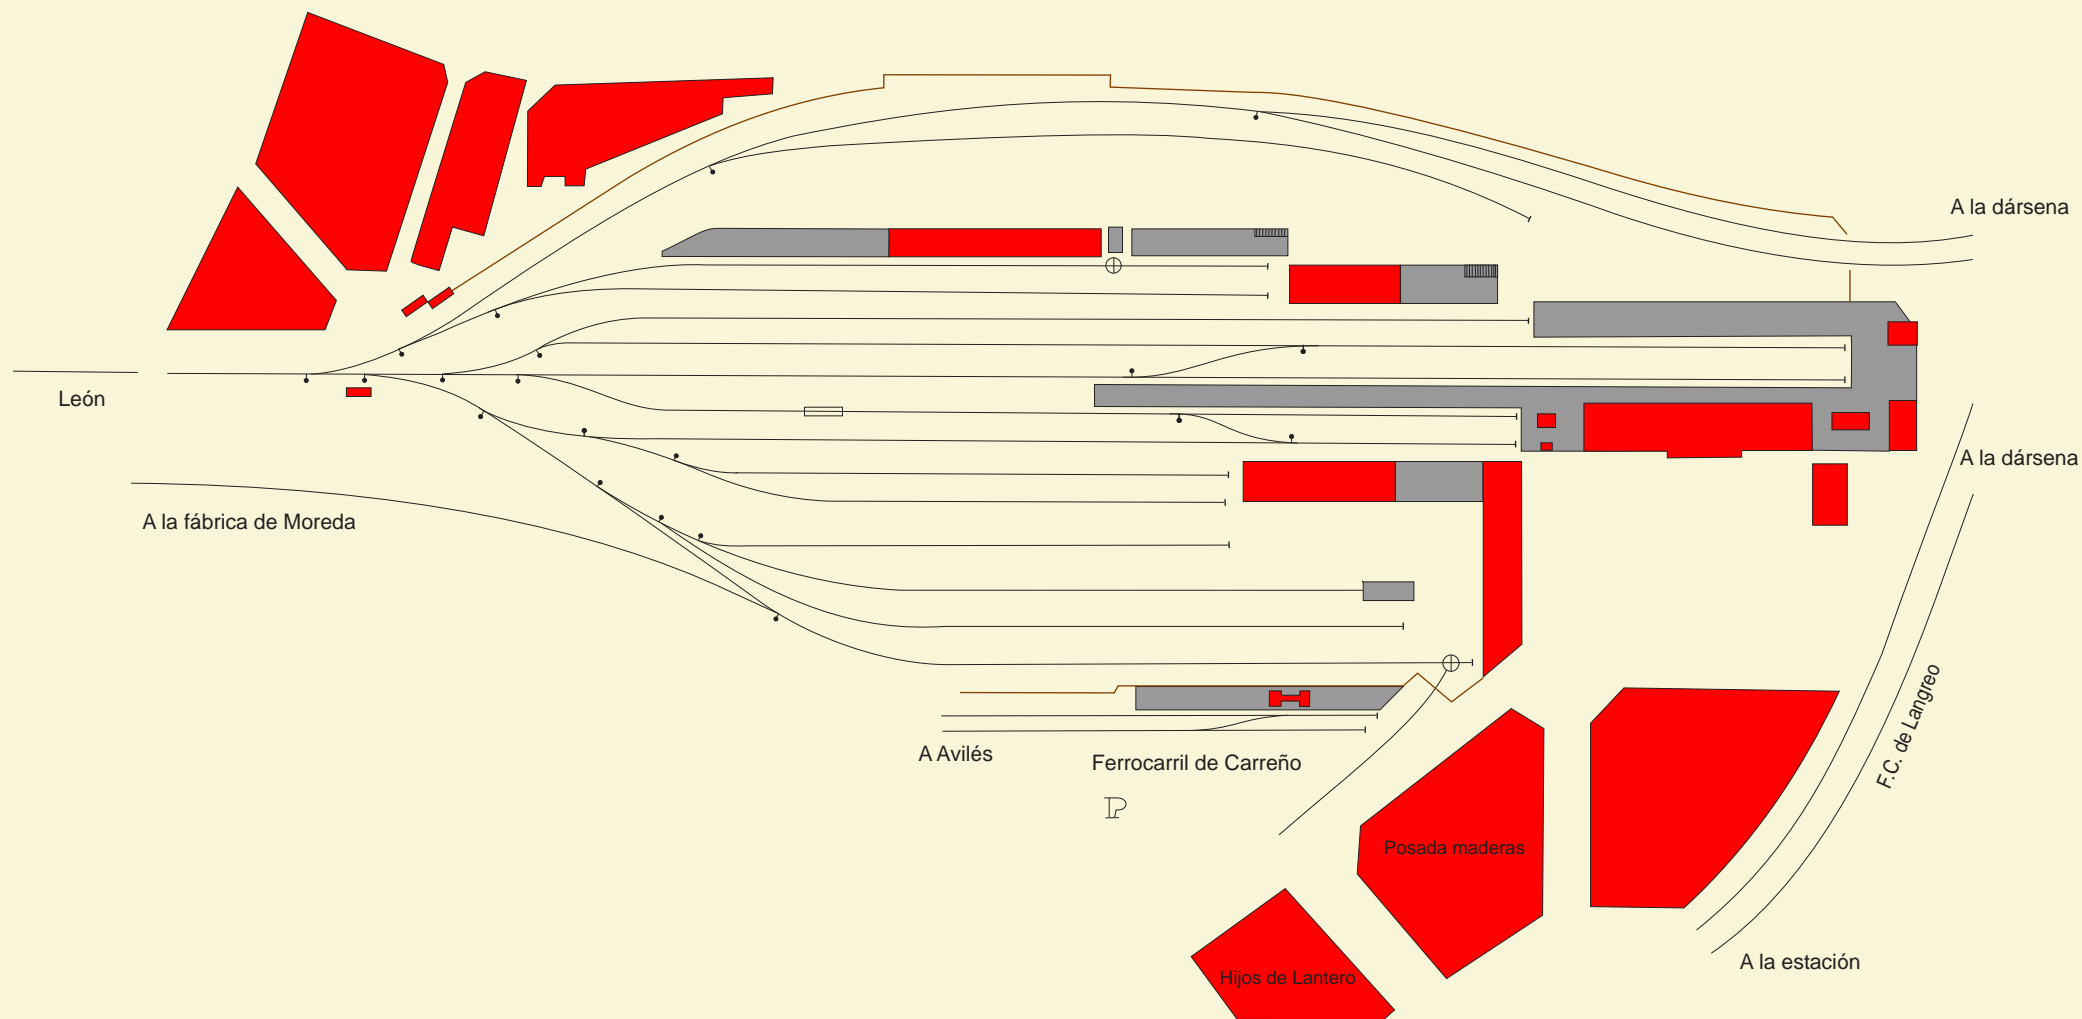 A la dársena
León
A la dársena
A la fábrica de Moreda
F.C. de Langreo
A Avilés
Ferrocarril de Carreño
Posada maderas
A la estación
Hijos de Lantero